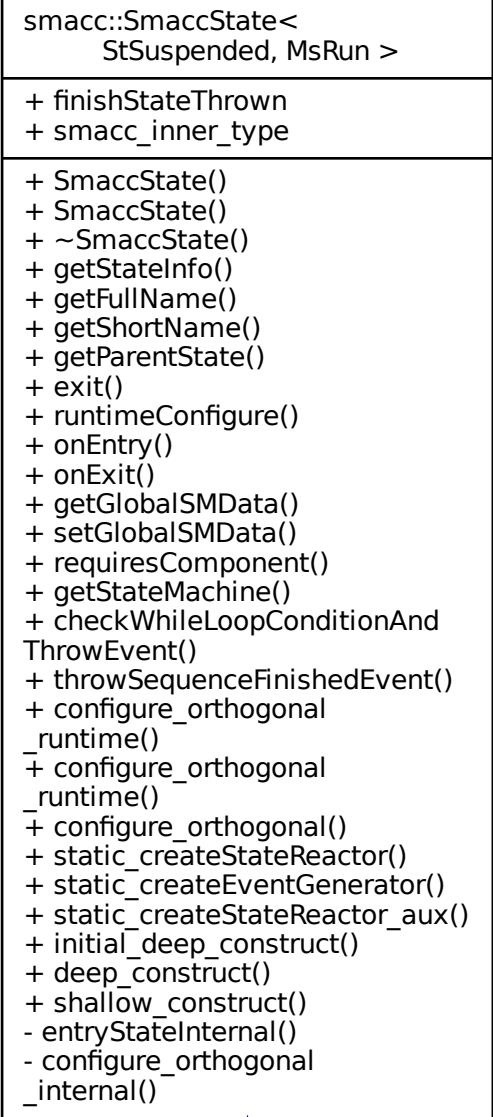 smacc::SmaccState<
StSuspended, MsRun >
+ finishStateThrown
+ smacc_inner_type
+ SmaccState()
+ SmaccState()
+ ~SmaccState()
+ getStateInfo()
+ getFullName()
+ getShortName()
+ getParentState()
+ exit()
+ runtimeConfigure()
+ onEntry()
+ onExit()
+ getGlobalSMData()
+ setGlobalSMData()
+ requiresComponent()
+ getStateMachine()
+ checkWhileLoopConditionAnd
ThrowEvent()
+ throwSequenceFinishedEvent()
+ configure_orthogonal
_runtime()
+ configure_orthogonal
_runtime()
+ configure_orthogonal()
+ static_createStateReactor()
+ static_createEventGenerator()
+ static_createStateReactor_aux()
+ initial_deep_construct()
+ deep_construct()
+ shallow_construct()
- entryStateInternal()
- configure_orthogonal
_internal()